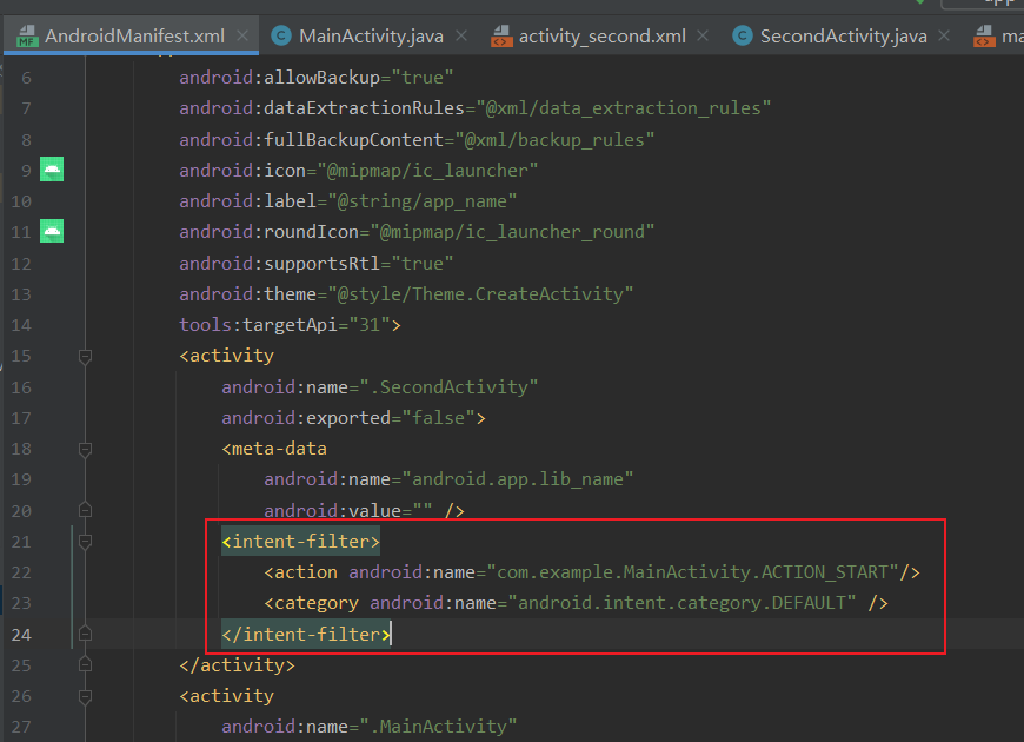 app
AndroidManifest.xml MainActivity.java activity_second.xml SecondActivity.java ma
MF C C
6 android:allowBackup="true"
7 android:dataExtractionRules="@xml/data_extraction_rules"
8 android:fullBackupContent="@xml/backup_rules"
9 android:icon="@mipmap/ic_launcher"
10 android:label="@string/app_name"
11 android:roundIcon="@mipmap/ic_launcher_round"
12 android:supportsRtl="true"
13 android:theme="@style/Theme.CreateActivity"
14 tools:targetApi="31">
15 <activity
16 android:name=".SecondActivity"
17 android:exported="false">
18 <meta-data
19 android:name="android.app.lib_name"
20 android:value="" />
21 <intent-filter>
22 <action android:name="com.example.MainActivity.ACTION_START"/>
23 <category android:name="android.intent.category.DEFAULT" />
24 </intent-filter>
25 </activity>
26 <activity
27 android:name=".MainActivity"